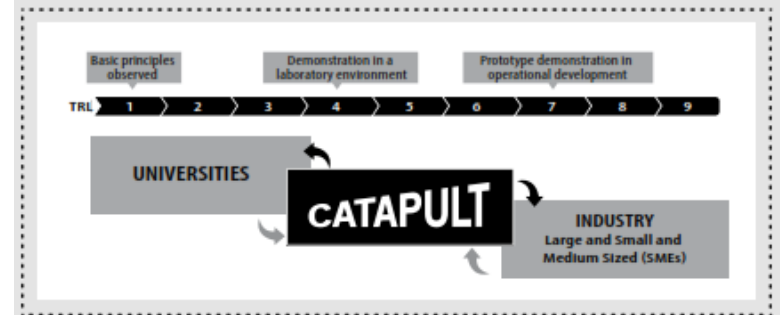 Basic principles
observed
Demonstration in a
laboratory environment
Prototype demonstration in
operational development
TRL 1 2 3 4 5 6 7 8 9
UNIVERSITIES
CATAPULT
INDUSTRY
Large and Small and
Medium Sized (SMEs)